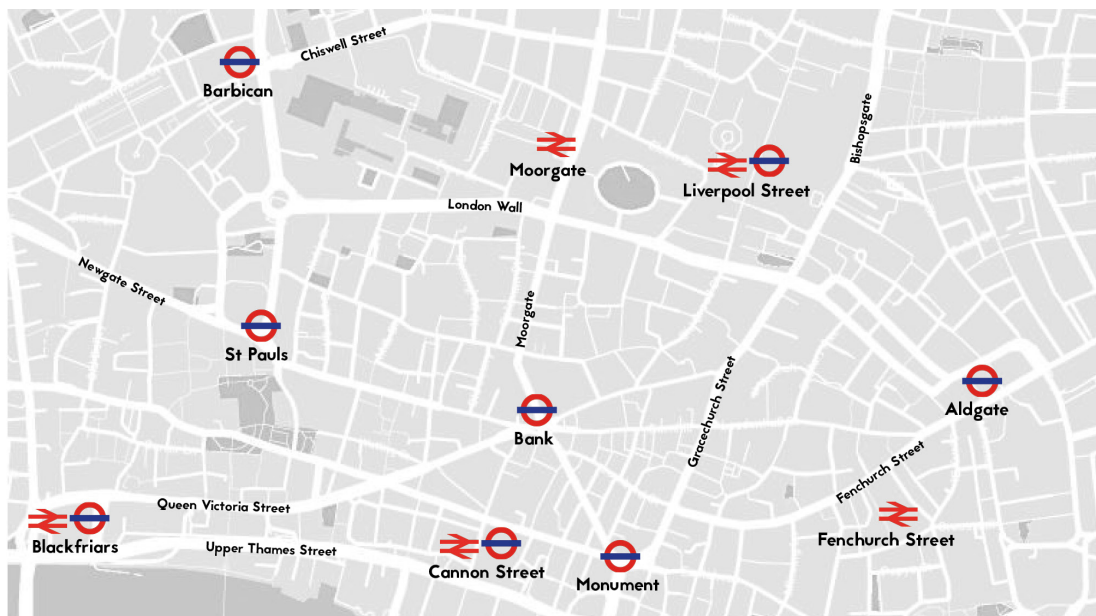 Chiswell Street
Barbican
Bishopsgate
Moorgate
Liverpool Street
London Wall
Newgate Street
Moorgate
St Pauls
Gracechurch Street
Aldgate
Bank
Fenchurch Street
Queen Victoria Street
Blackfriars
Upper Thames Street
Fenchurch Street
Cannon Street
Monument